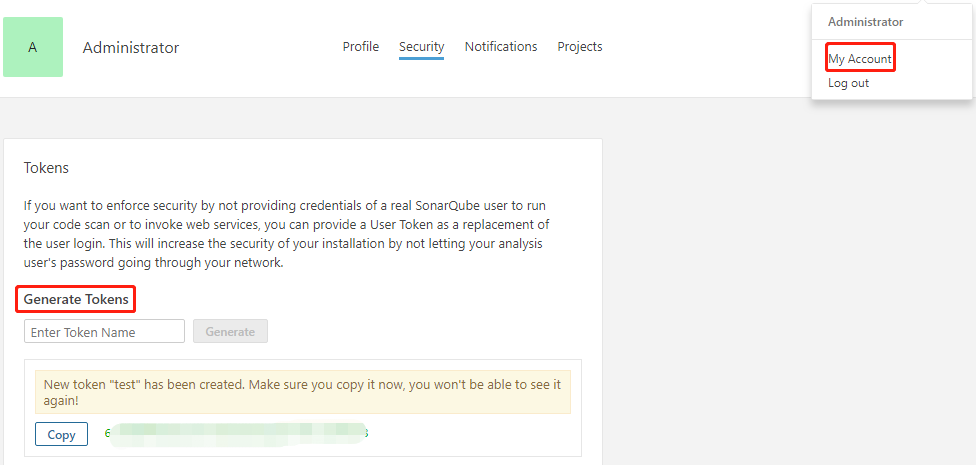 A
Administrator
Profile
Security
Notifications
Projects
Administrator
My Account
Log out
Tokens
If you want to enforce security by not providing credentials of a real SonarQube user to run
your code scan or to invoke web services, you can provide a User Token as a replacement of
the user login. This will increase the security of your installation by not letting your analysis
user's password going through your network.
Generate Tokens
Enter Token Name
Generate
New token "test" has been created. Make sure you copy it now, you won't be able to see it
again!
Copy